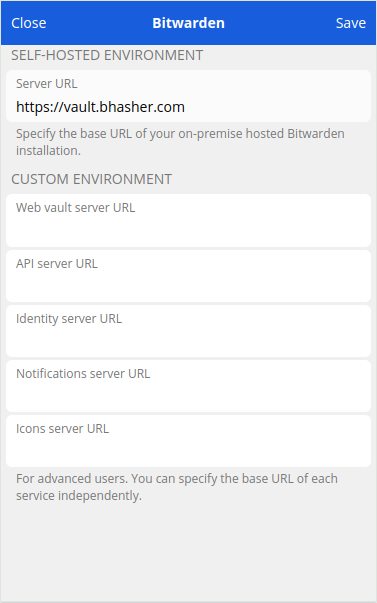 Close Bitwarden Save
SELF-HOSTED ENVIRONMENT
Server URL
https://vault.bhasher.com
Specify the base URL of your on-premise hosted Bitwarden
installation.
CUSTOM ENVIRONMENT
Web vault server URL
API server URL
Identity server URL
Notifications server URL
Icons server URL
For advanced users. You can specify the base URL of each
service independently.